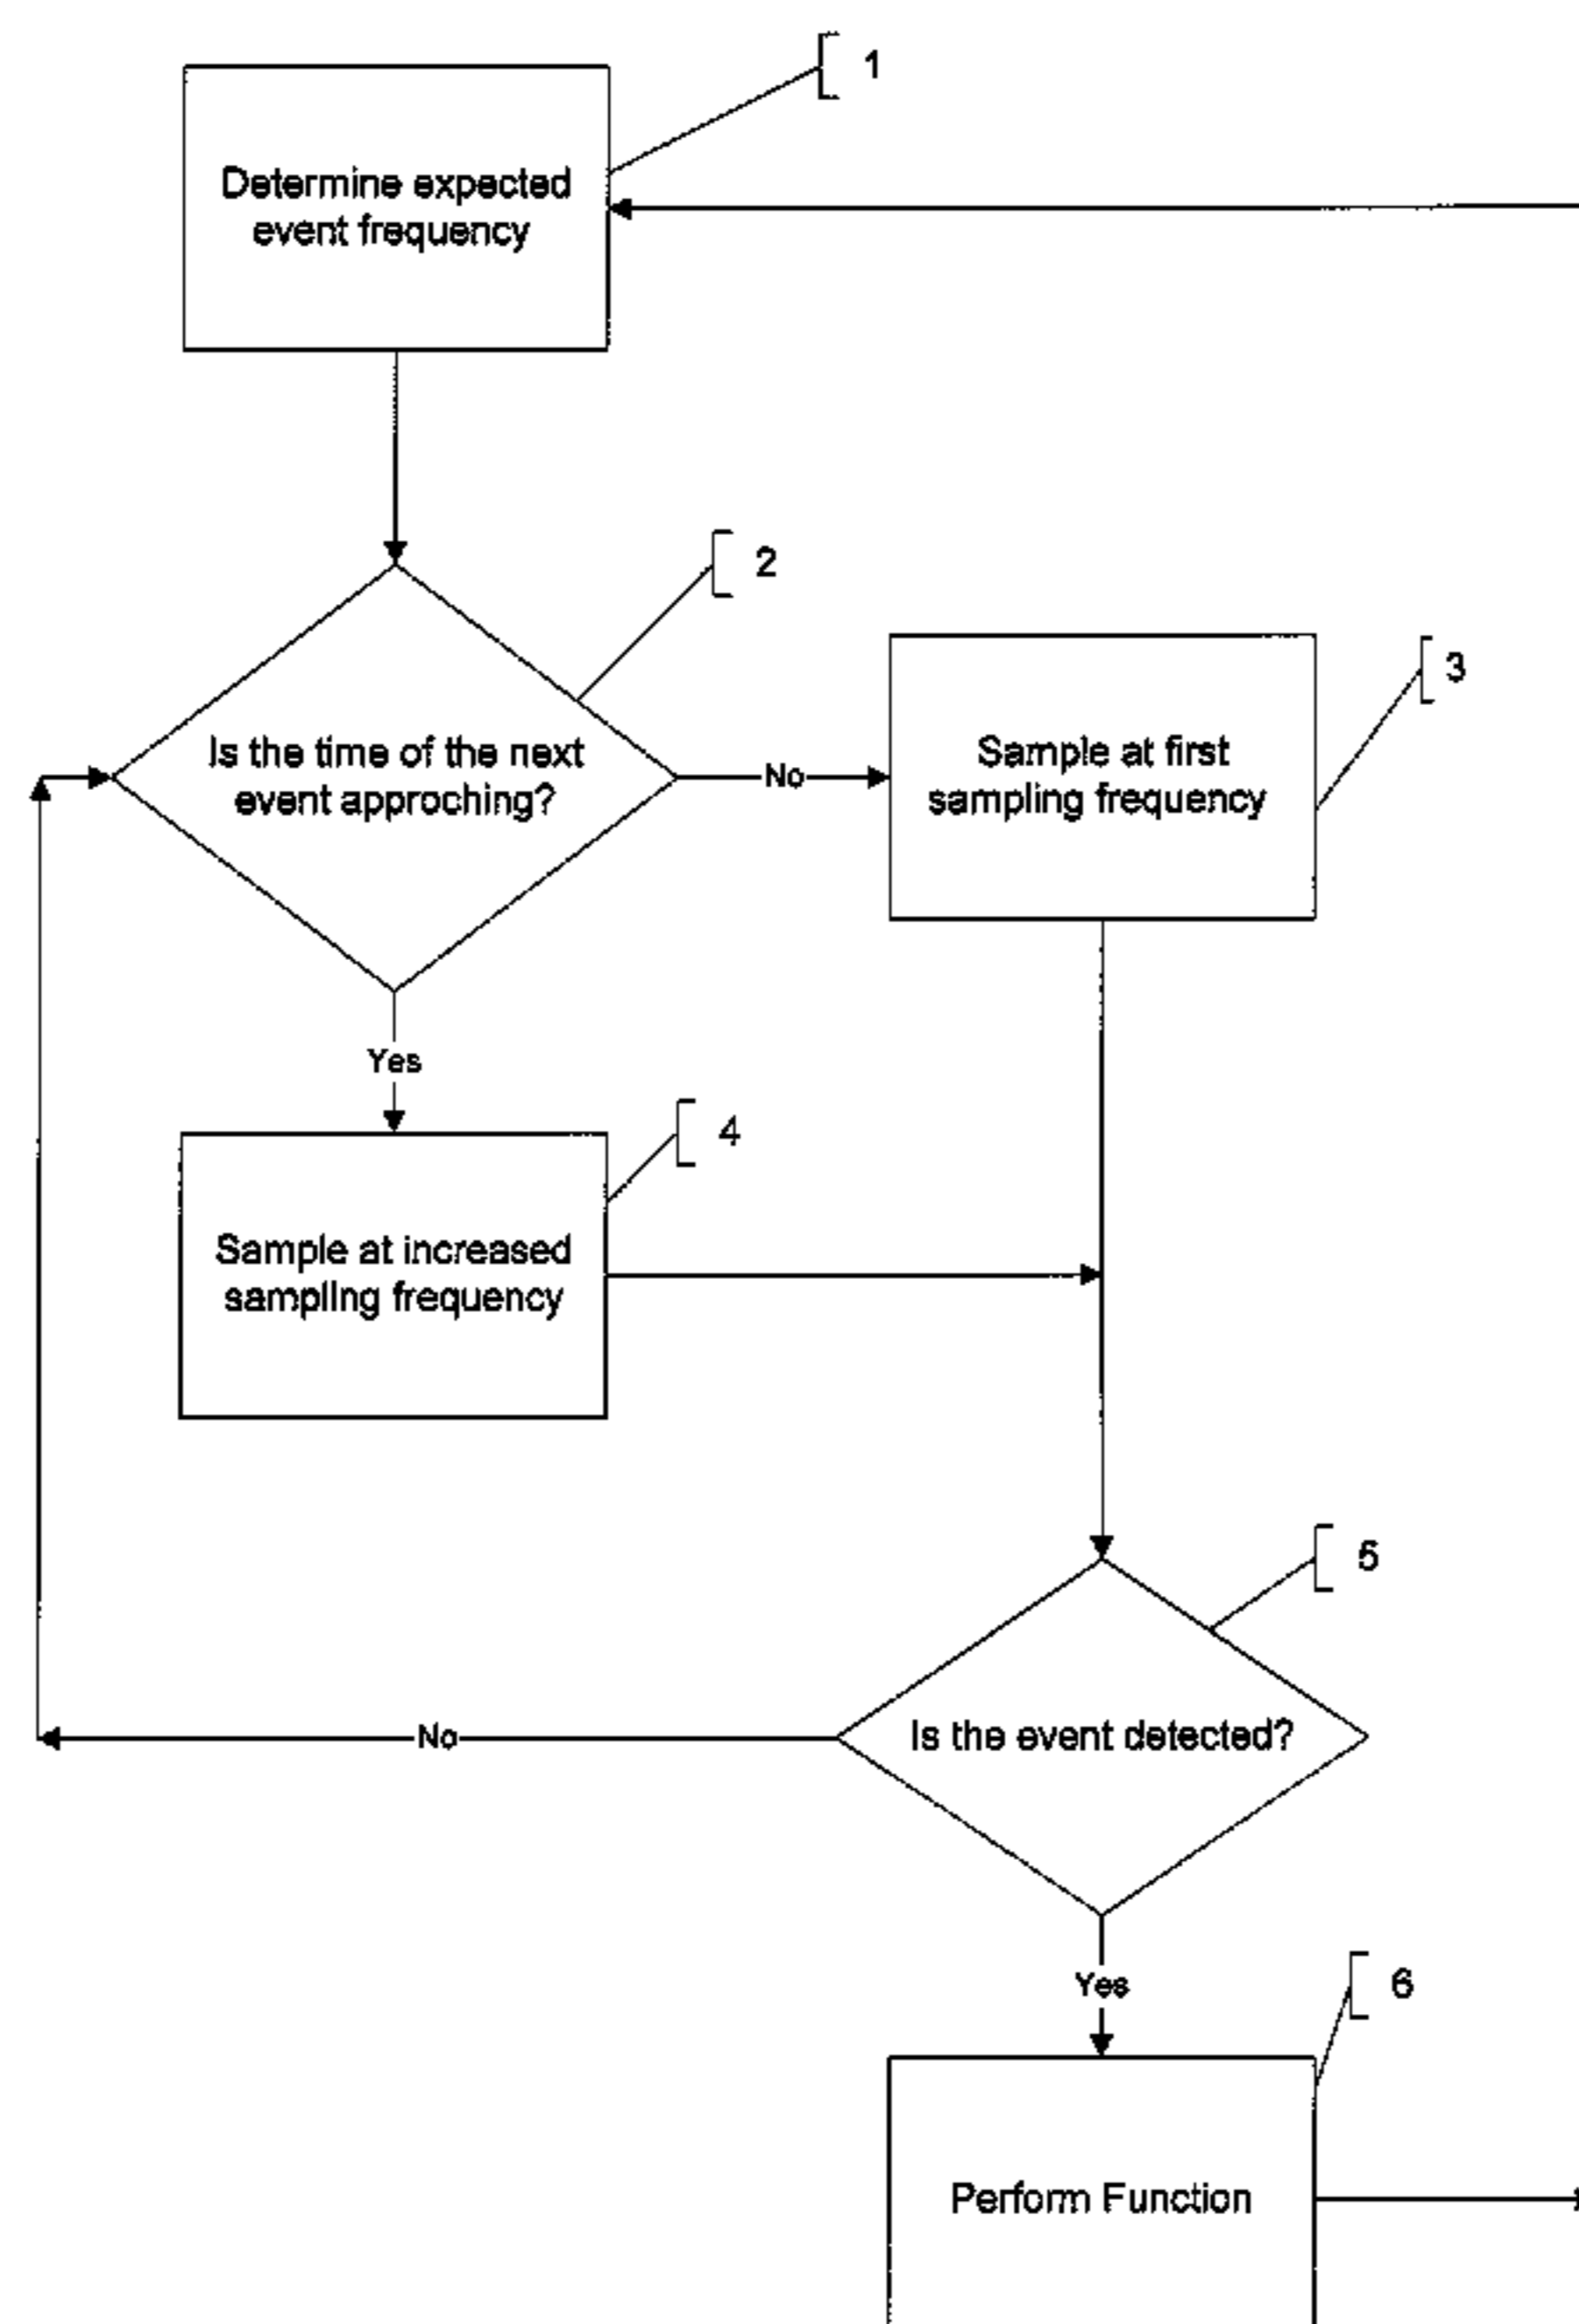 1
Determine expected
event frequency
2
Is the time of the next
event approching?
No
3
Sample at first
sampling frequency
Yes
4
Sample at increased
sampling frequency
5
Is the event detected?
No
Yes
6
Perform Function